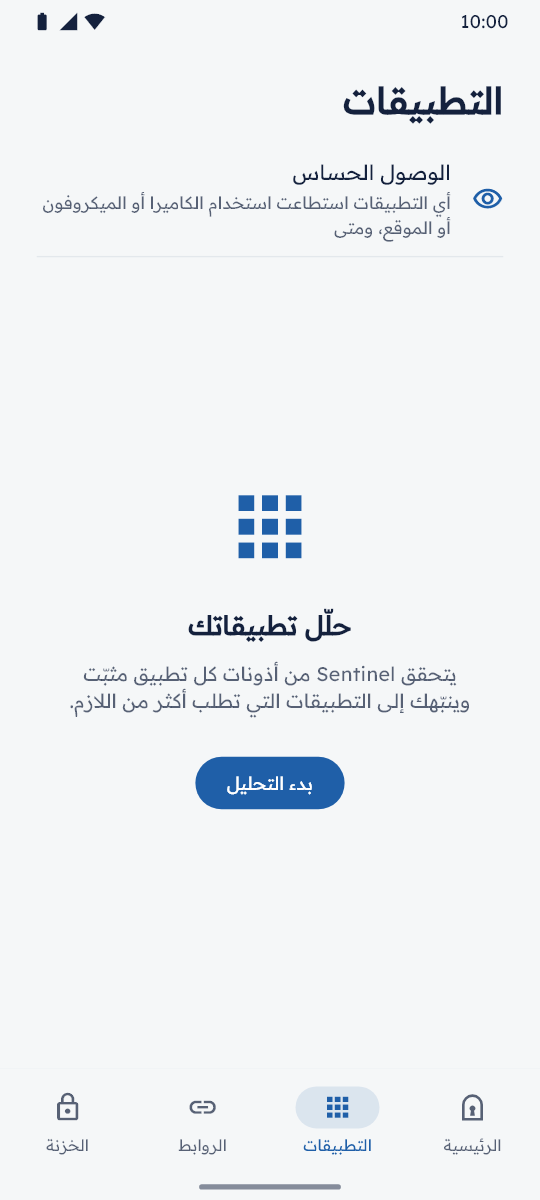 10:00
التطبيقات
الوصول الحساس
أي التطبيقات استطاعت استخدام الكاميرا أو الميكروفون
أو الموقع، ومتى
حلّل تطبيقاتك
يتحقق Sentinel من أذونات كل تطبيق مثبّت
وينبّهك إلى التطبيقات التي تطلب أكثر من اللازم.
بدء التحليل
الرئيسية
التطبيقات
الروابط
الخزنة